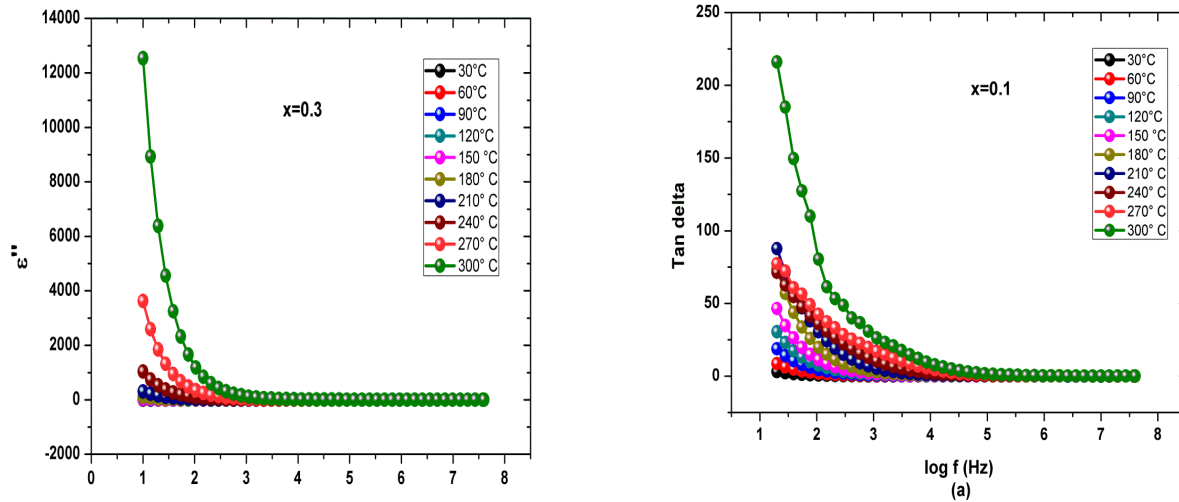 14000
12000
10000
8000
6000
4000
2000
0
-2000
ε"
x=0.3
30°C
60°C
90°C
120°C
150 °C
180° C
210° C
240° C
270° C
300° C
0 1 2 3 4 5 6 7 8
250
200
150
100
50
0
Tan delta
x=0.1
30°C
60°C
90°C
120°C
150 °C
180° C
210° C
240° C
270° C
300° C
1 2 3 4 5 6 7 8
log f (Hz)
(a)